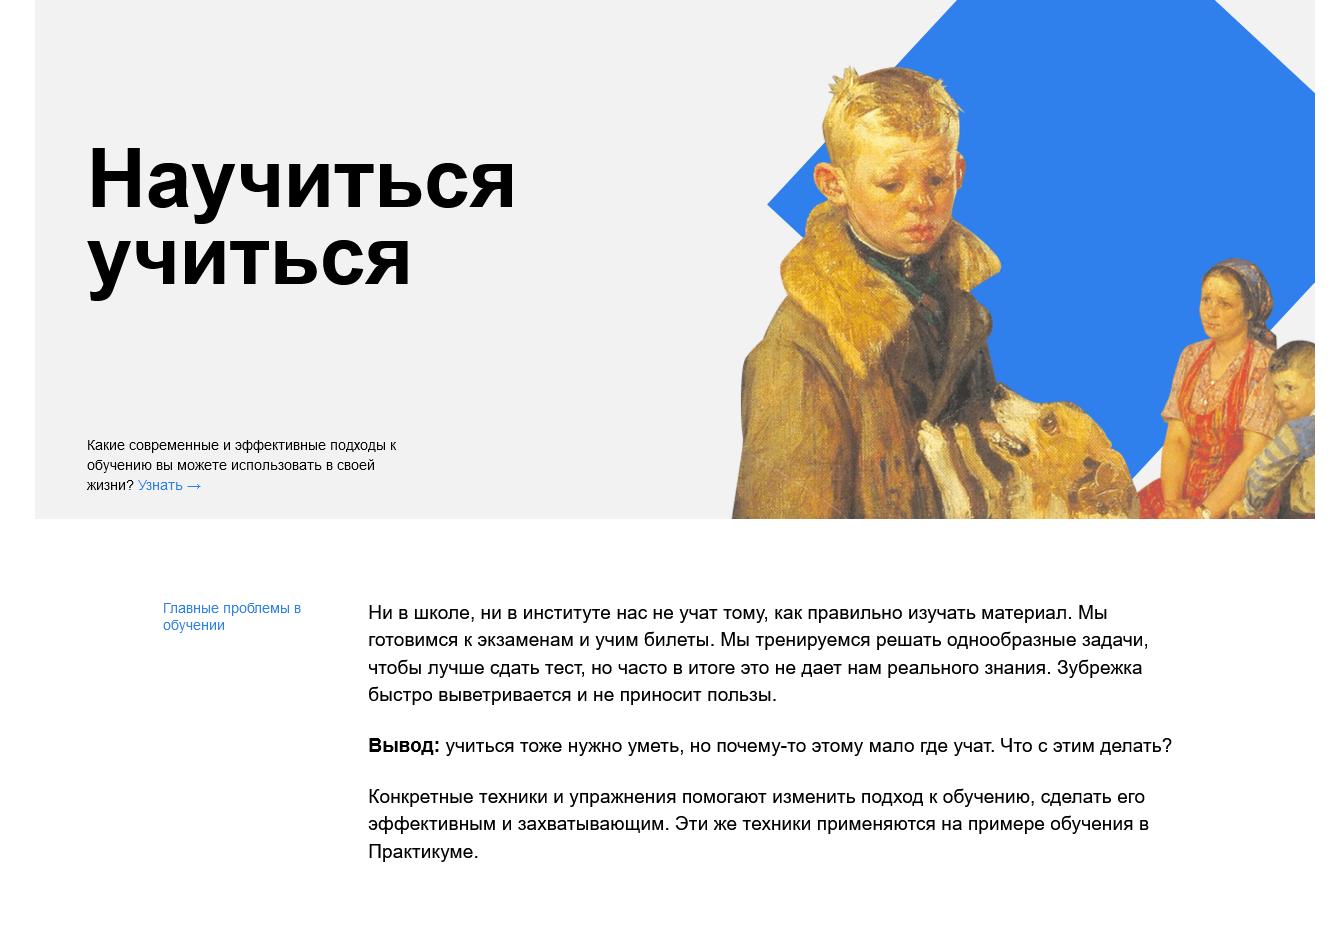 Научиться
учиться
Какие современные и эффективные подходы к
обучению вы можете использовать в своей
жизни? Узнать →
Главные проблемы в
обучении
Ни в школе, ни в институте нас не учат тому, как правильно изучать материал. Мы
готовимся к экзаменам и учим билеты. Мы тренируемся решать однообразные задачи,
чтобы лучше сдать тест, но часто в итоге это не дает нам реального знания. Зубрежка
быстро выветривается и не приносит пользы.
Вывод: учиться тоже нужно уметь, но почему-то этому мало где учат. Что с этим делать?
Конкретные техники и упражнения помогают изменить подход к обучению, сделать его
эффективным и захватывающим. Эти же техники применяются на примере обучения в
Практикуме.